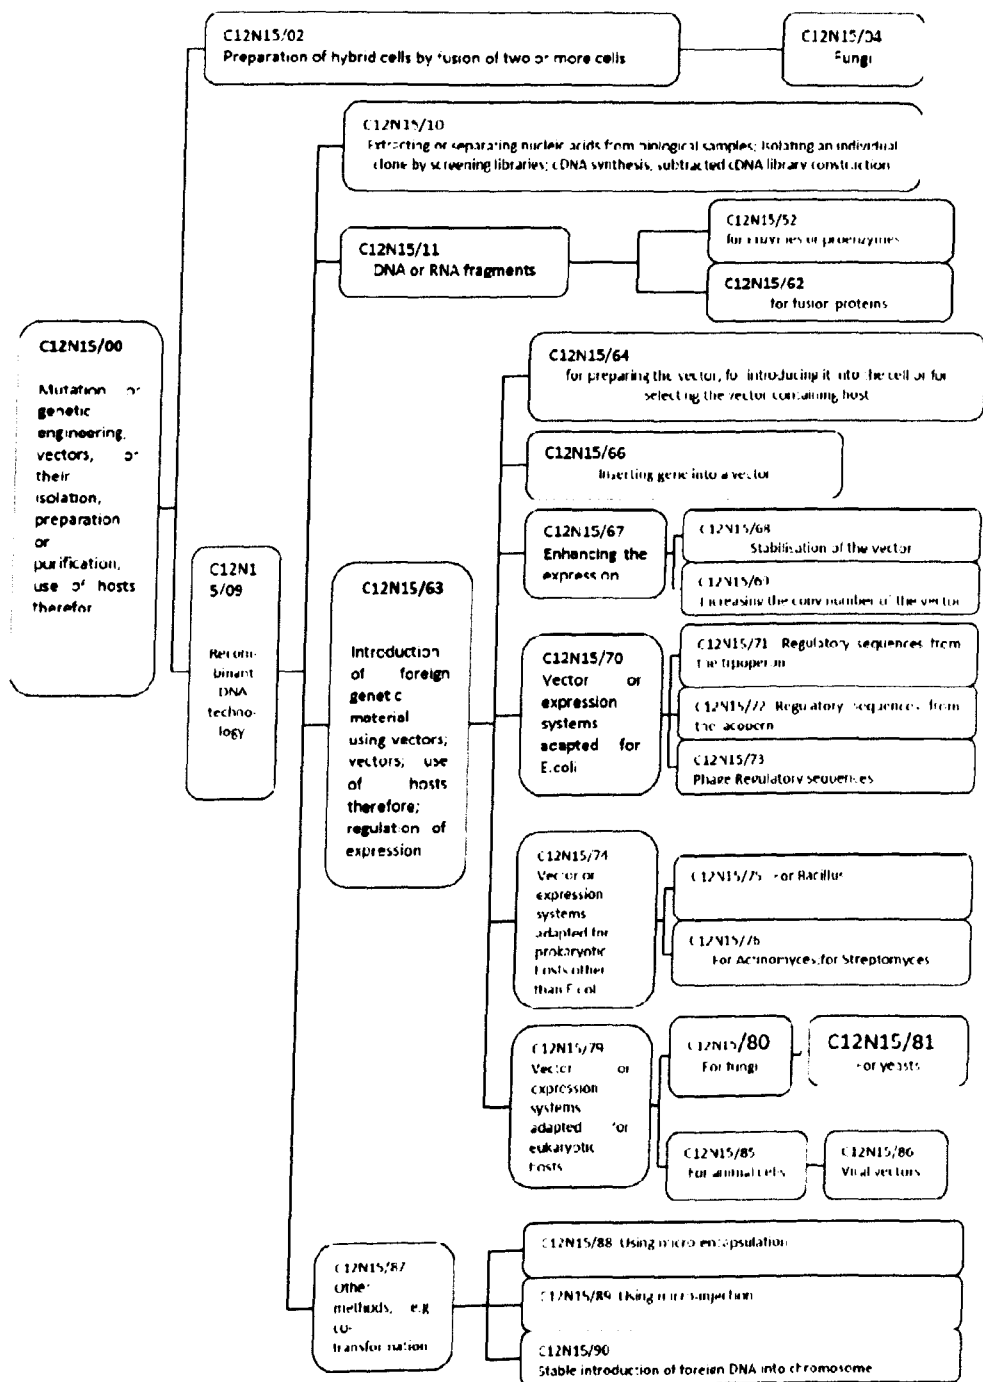 C12N15/02
Preparation of hybrid cells by fusion of two or more cells
C12N15/04
Fungi
C12N15/10
Extracting or separating nucleic acids from biological samples; Isolating an individual
clone by screening libraries; cDNA synthesis, subtracted cDNA library construction
C12N15/11
DNA or RNA fragments
C12N15/52
for enzymes or proenzymes
C12N15/62
for fusion proteins
C12N15/00
Mutation or
genetic
engineering,
vectors, or
their
isolation,
preparation
or
purification,
use of hosts
therefor
C12N1
5/09
Recom-
binant
DNA
techno-
logy
C12N15/63
Introduction
of foreign
genetic
material
using vectors;
vectors; use
of hosts
therefore;
regulation of
expression
C12N15/64
for preparing the vector, for introducing it into the cell or for
selecting the vector containing host
C12N15/66
Inserting gene into a vector
C12N15/67
Enhancing the
expression
C12N15/68
Stabilisation of the vector
C12N15/69
Increasing the copy number of the vector
C12N15/70
Vector or
expression
systems
adapted for
E.coli
C12N15/71 Regulatory sequences from
the
C12N15/72 Regulatory sequences from
the
C12N15/73
Phage Regulatory sequences
C12N15/74
Vector or
expression
systems
adapted for
prokaryotic
hosts other
than E.col
C12N15/75 For Bacillus
C12N15/76
For Actinomyces;for Streptomyces
C12N15/79
Vector or
expression
systems
adapted for
eukaryotic
hosts
C12N15/80
For fungi
C12N15/81
For yeasts
C12N15/85
For animal cells
C12N15/86
Viral vectors
C12N15/87
Other
methods, e.g
co-
transformation
C12N15/88 Using micro encapsulation
C12N15/89 Using micro-injection
C12N15/90
Stable introduction of foreign DNA into chromosome